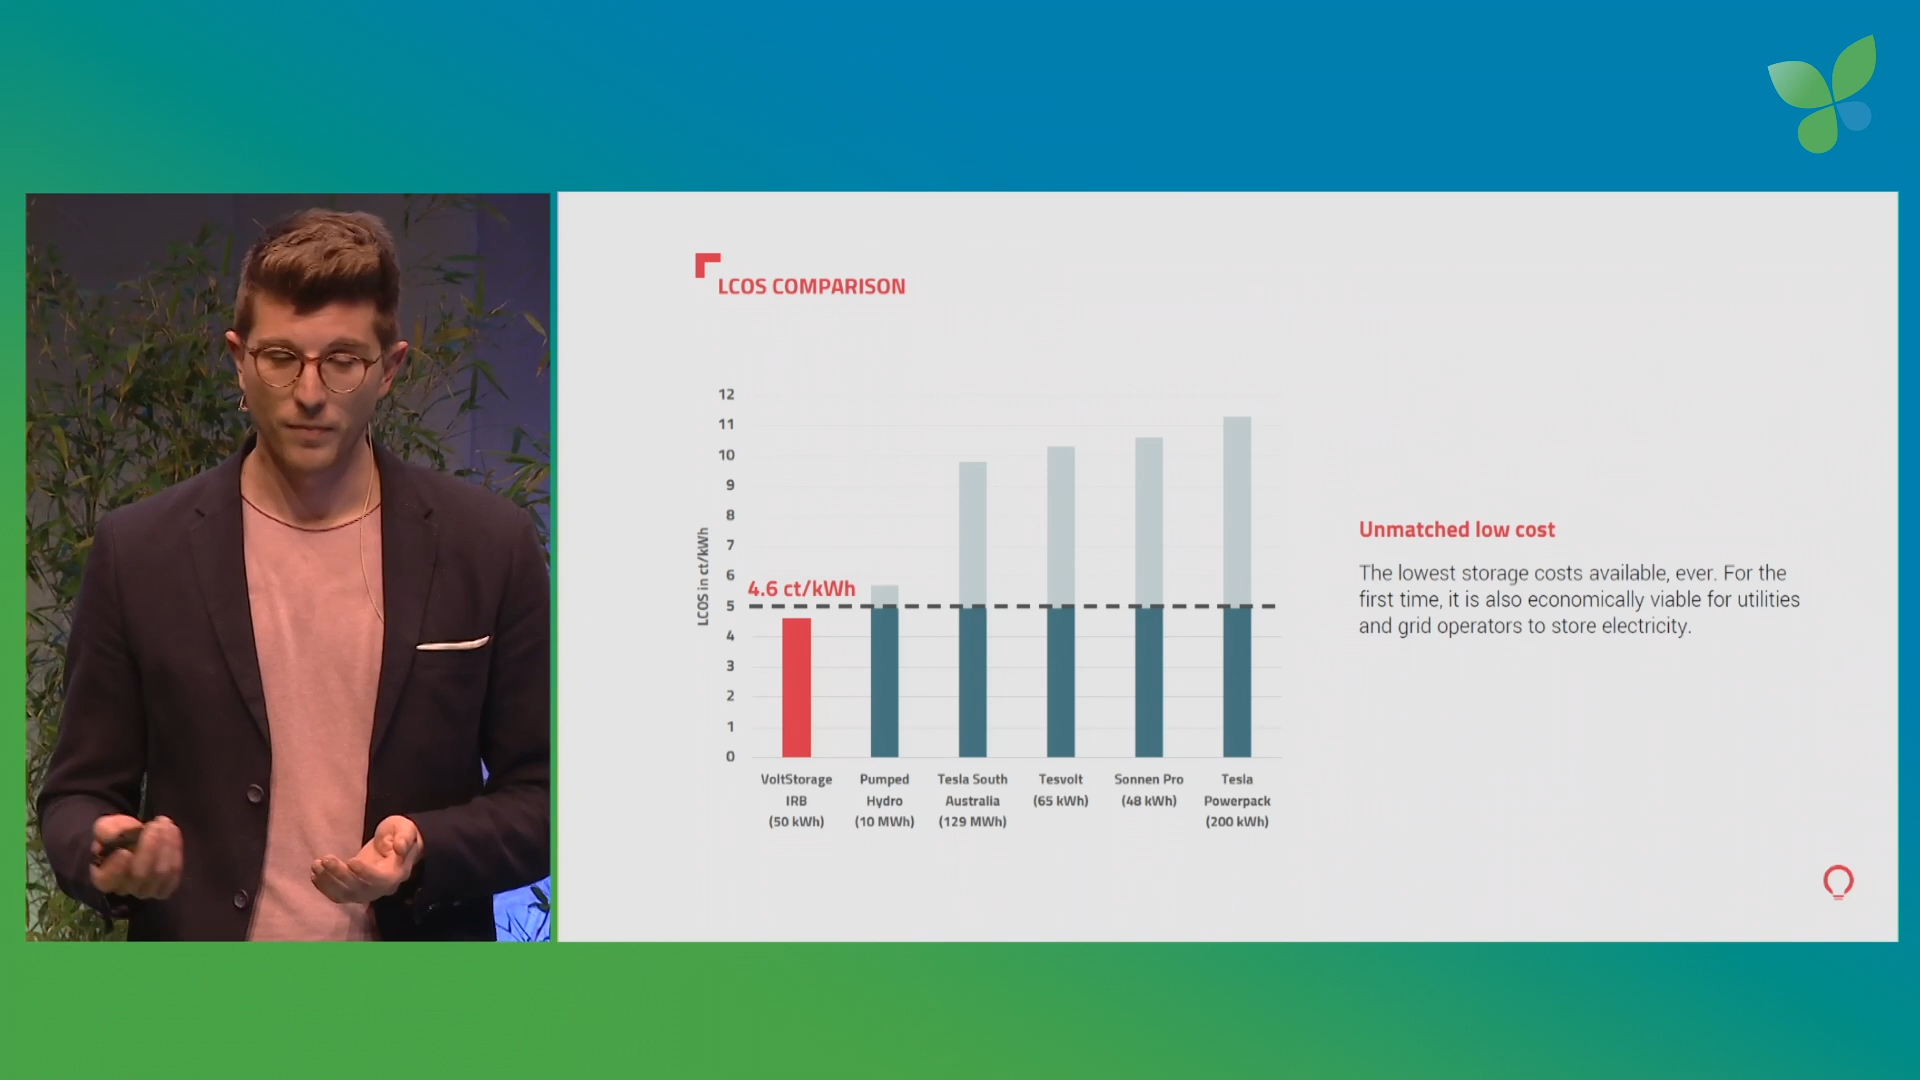 LCOS COMPARISON
12
11
10
9
8
7
6
5
4
3
2
1
0
LCOS in ct/kWh
4.6 ct/kWh
VoltStorage
IRB
(50 kWh)
Pumped
Hydro
(10 MWh)
Tesla South
Australia
(129 MWh)
Tesvolt
(65 kWh)
Sonnen Pro
(48 kWh)
Tesla
Powerpack
(200 kWh)
Unmatched low cost
The lowest storage costs available, ever. For the
first time, it is also economically viable for utilities
and grid operators to store electricity.